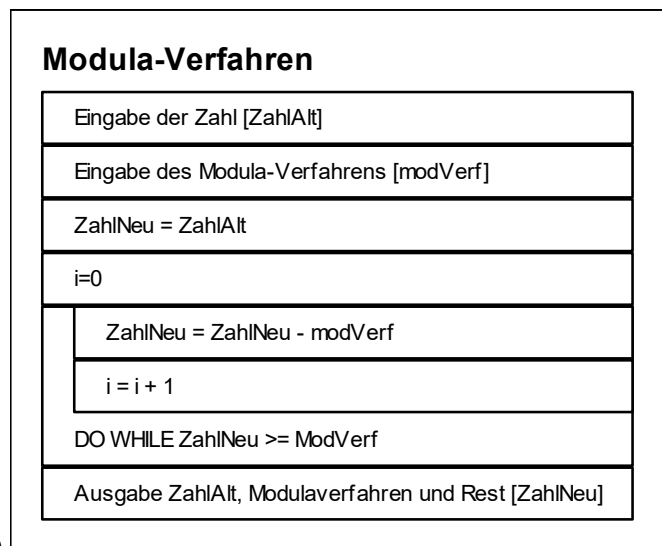 Modula-Verfahren
Eingabe der Zahl [ZahlAlt]
Eingabe des Modula-Verfahrens [modVerf]
ZahlNeu = ZahlAlt
i=0
ZahlNeu = ZahlNeu - modVerf
i = i + 1
DO WHILE ZahlNeu >= ModVerf
Ausgabe ZahlAlt, Modulaverfahren und Rest [ZahlNeu]